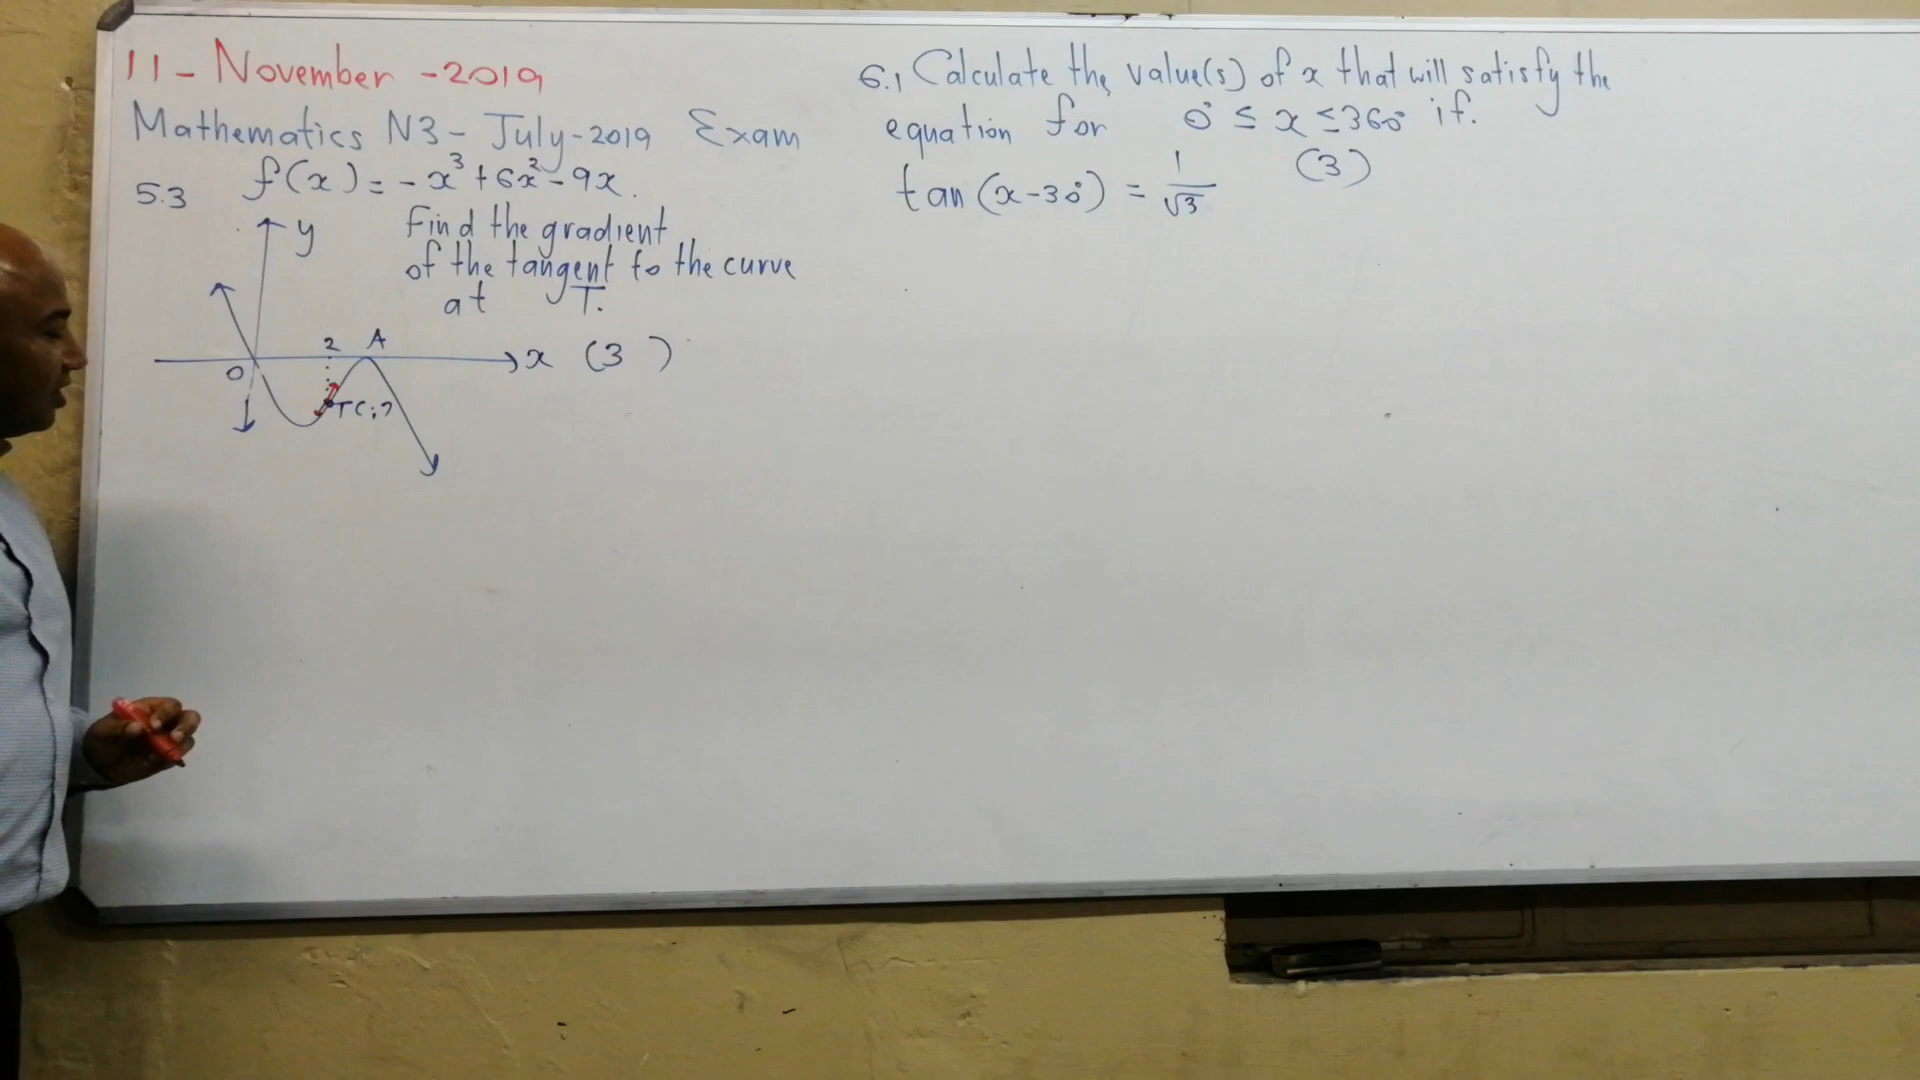 11 - November - 2019
Mathematics N3 - July - 2019 Exam
5.3 f(x) = -x³ + 6x² - 9x.
y
Find the gradient
of the tangent to the curve
at T.
2 A
x (3)
O
T( ; )
6.1 Calculate the value(s) of x that will satisfy the
equation for 0° ≤ x ≤ 360° if.
tan (x-30°) = 1/√3 (3)